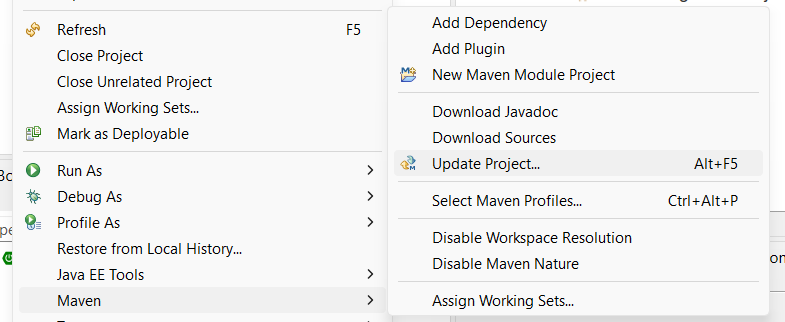 Refresh F5
Close Project
Close Unrelated Project
Assign Working Sets...
Mark as Deployable
Run As
Debug As
Profile As
Restore from Local History...
Java EE Tools
Maven
Add Dependency
Add Plugin
New Maven Module Project
Download Javadoc
Download Sources
Update Project... Alt+F5
Select Maven Profiles... Ctrl+Alt+P
Disable Workspace Resolution
Disable Maven Nature
Assign Working Sets...